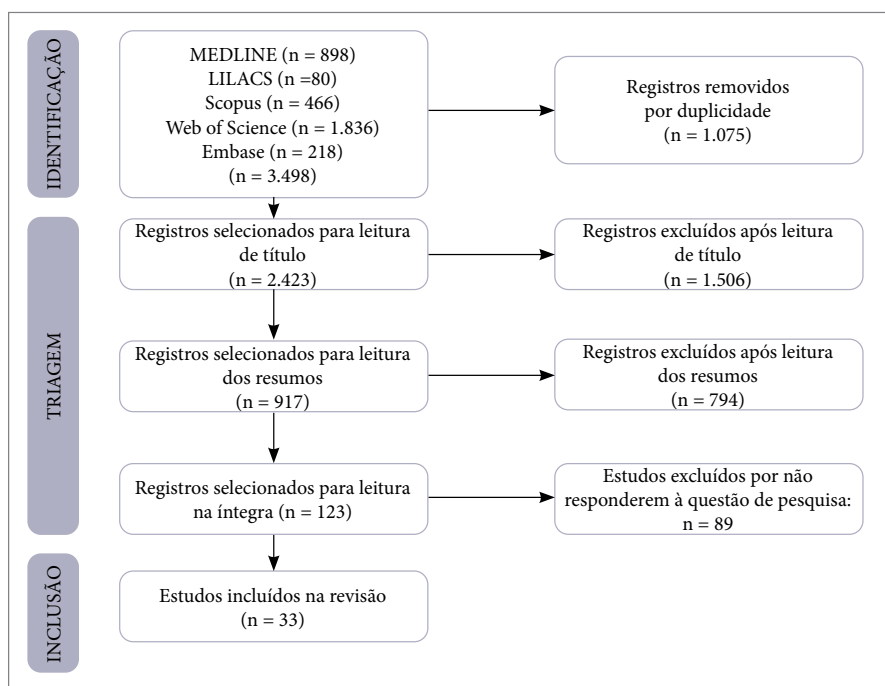 IDENTIFICAÇÃO
MEDLINE (n = 898)
LILACS (n =80)
Scopus (n = 466)
Web of Science (n = 1.836)
Embase (n = 218)
(n = 3.498)
Registros removidos
por duplicidade
(n = 1.075)
TRIAGEM
Registros selecionados para leitura
de título
(n = 2.423)
Registros excluídos após leitura
de título
(n = 1.506)
Registros selecionados para leitura
dos resumos
(n = 917)
Registros excluídos após leitura
dos resumos
(n = 794)
Registros selecionados para leitura
na íntegra (n = 123)
Estudos excluídos por não
responderem à questão de pesquisa:
n = 89
INCLUSÃO
Estudos incluídos na revisão
(n = 33)